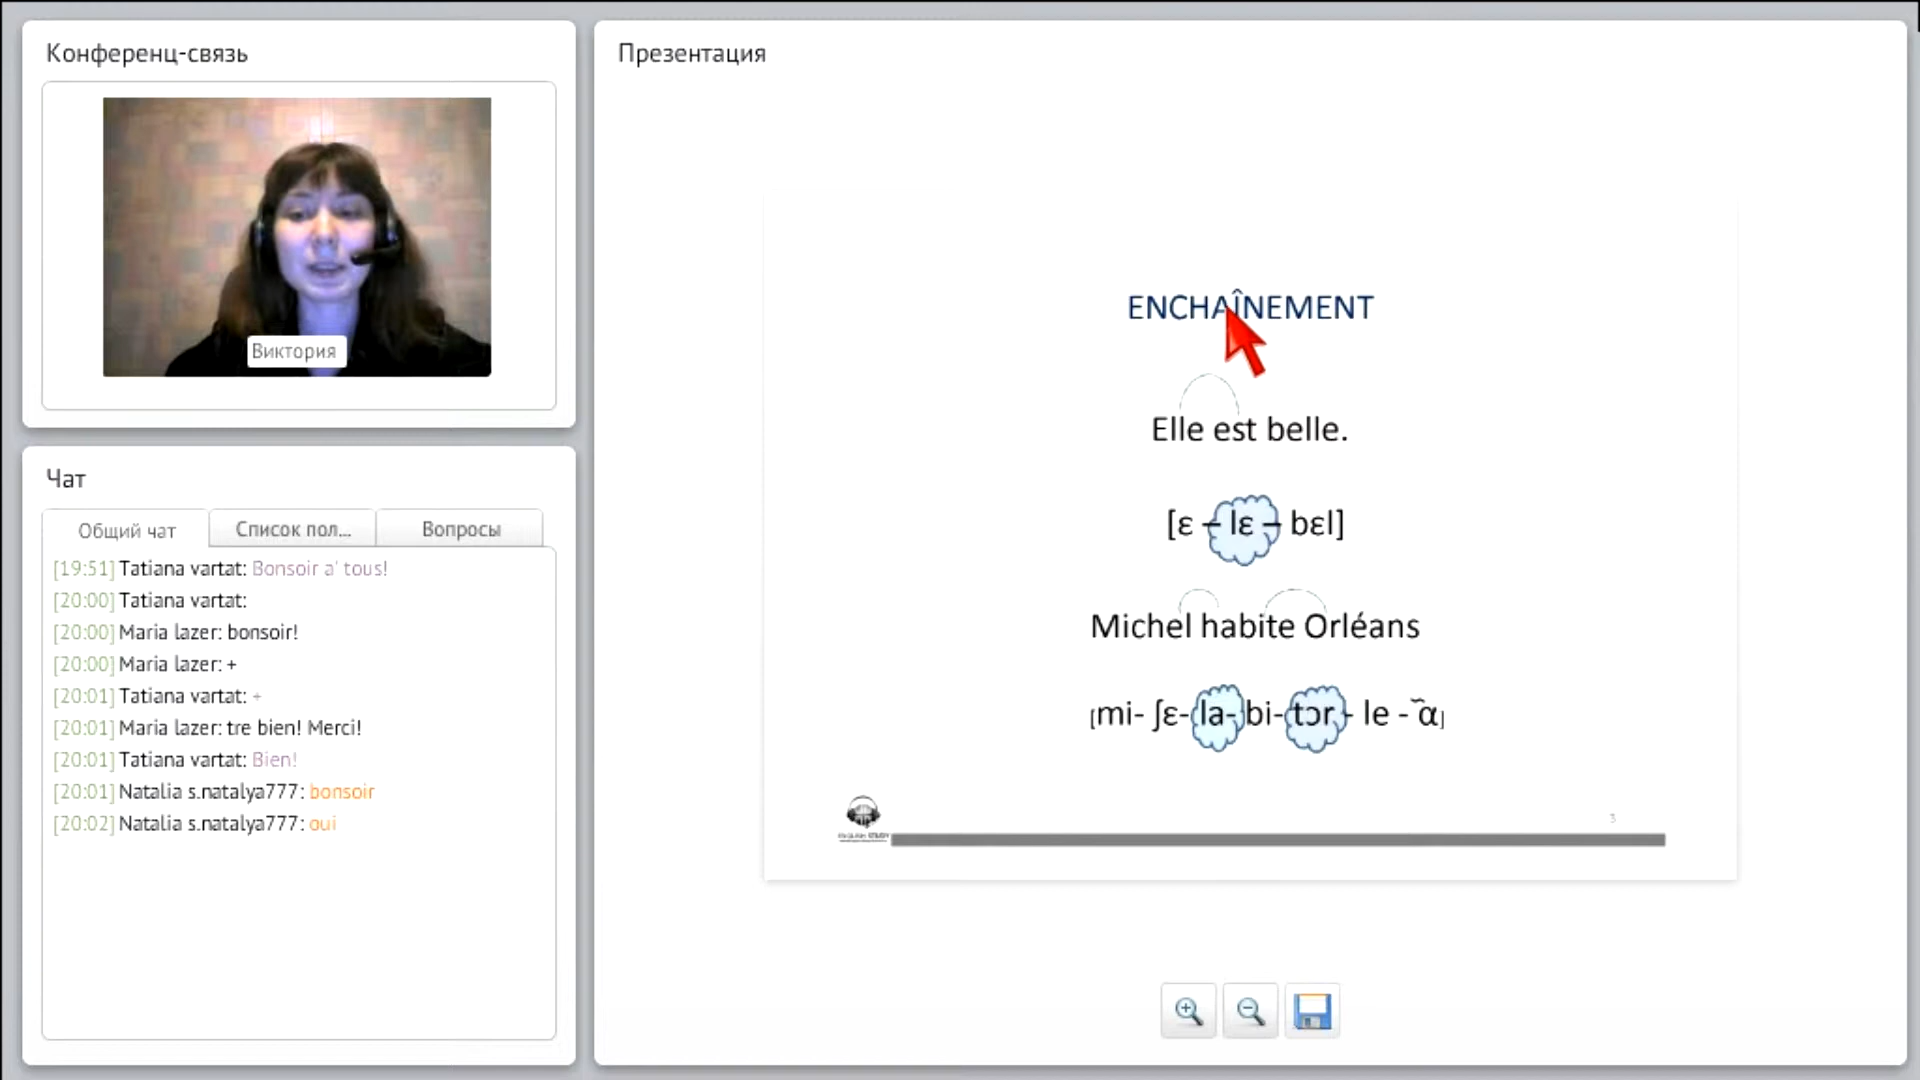 Конференц-связь
Виктория
Чат
Общий чат
Список пол...
Вопросы
[19:51] Tatiana vartat: Bonsoir a' tous!
[20:00] Tatiana vartat:
[20:00] Maria lazer: bonsoir!
[20:00] Maria lazer: +
[20:01] Tatiana vartat: +
[20:01] Maria lazer: tre bien! Merci!
[20:01] Tatiana vartat: Bien!
[20:01] Natalia s.natalya777: bonsoir
[20:02] Natalia s.natalya777: oui
Презентация
ENCHAÎNEMENT
Elle est belle.
[ɛ – lɛ – bɛl]
Michel habite Orléans
[mi- ʃɛ- la- bi- tɔr - le - ɑ̃]
ENGLISH STUDY
3